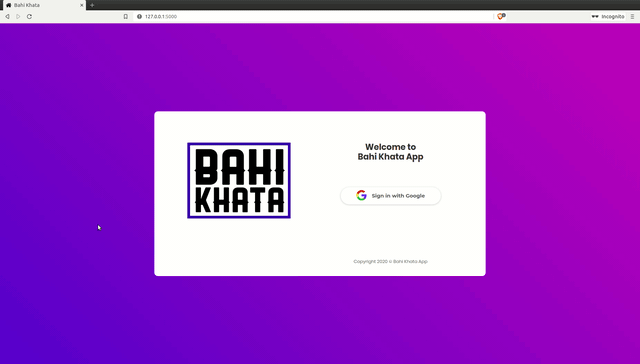 Bahi Khata
127.0.0.1:5000
Incognito
BAHI
KHATA
Welcome to
Bahi Khata App
Sign in with Google
Copyright 2020 © Bahi Khata App